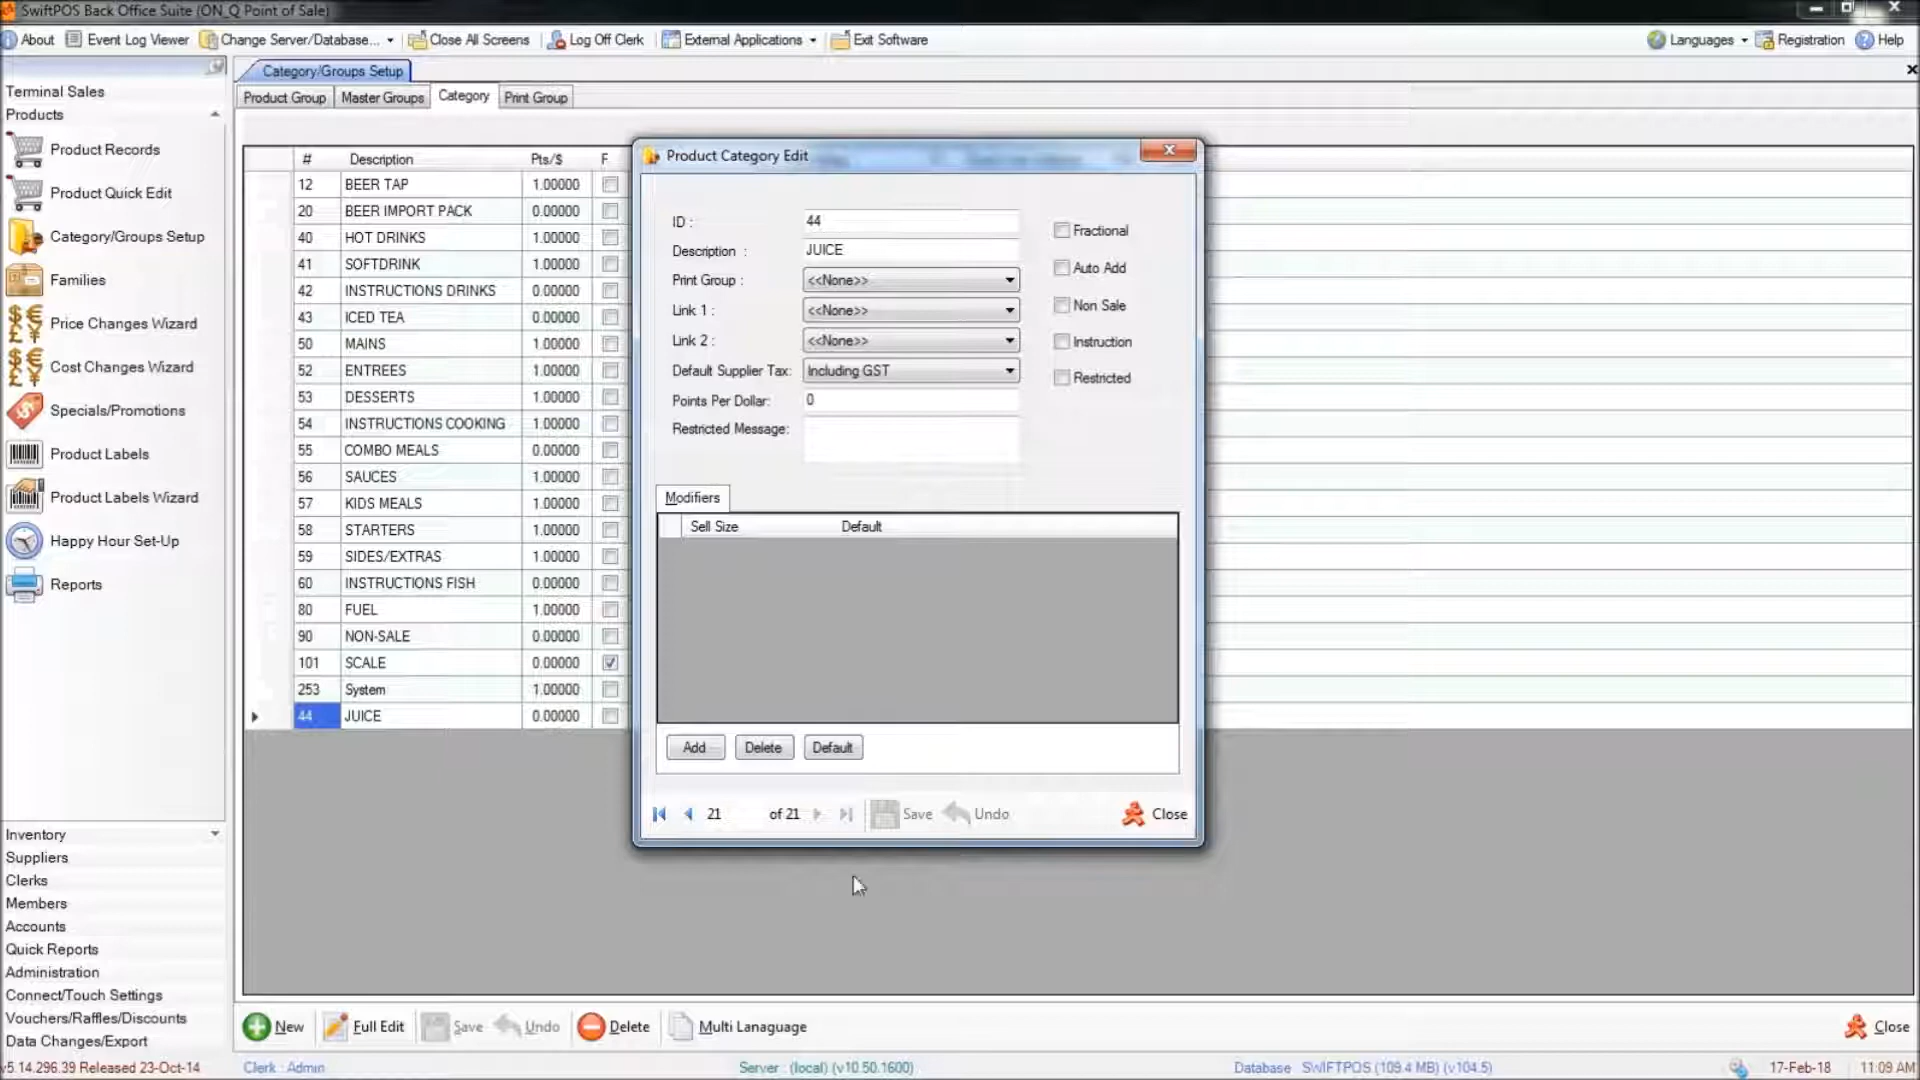 SwiftPOS Back Office Suite (ON_Q Point of Sale)
About Event Log Viewer Change Server/Database... Close All Screens Log Off Clerk External Applications Exit Software Languages Registration Help
Category/Groups Setup
Product Group Master Groups Category Print Group
Terminal Sales
Products
Product Records
Product Quick Edit
Category/Groups Setup
Families
Price Changes Wizard
Cost Changes Wizard
Specials/Promotions
Product Labels
Product Labels Wizard
Happy Hour Set-Up
Reports
Inventory
Suppliers
Clerks
Members
Accounts
Quick Reports
Administration
Connect/Touch Settings
Vouchers/Raffles/Discounts
Data Changes/Export
# Description Pts/$ F
12 BEER TAP 1.00000
20 BEER IMPORT PACK 0.00000
40 HOT DRINKS 1.00000
41 SOFTDRINK 1.00000
42 INSTRUCTIONS DRINKS 0.00000
43 ICED TEA 0.00000
50 MAINS 1.00000
52 ENTREES 1.00000
53 DESSERTS 1.00000
54 INSTRUCTIONS COOKING 1.00000
55 COMBO MEALS 0.00000
56 SAUCES 1.00000
57 KIDS MEALS 1.00000
58 STARTERS 1.00000
59 SIDES/EXTRAS 1.00000
60 INSTRUCTIONS FISH 0.00000
80 FUEL 1.00000
90 NON-SALE 0.00000
101 SCALE 0.00000
253 System 1.00000
44 JUICE 0.00000
Product Category Edit
ID : 44
Description : JUICE
Print Group : <<None>>
Link 1 : <<None>>
Link 2 : <<None>>
Default Supplier Tax: Including GST
Points Per Dollar: 0
Restricted Message:
Fractional
Auto Add
Non Sale
Instruction
Restricted
Modifiers
Sell Size Default
Add Delete Default
21 of 21 Save Undo Close
New Full Edit Save Undo Delete Multi Lanaguage Close
v5.14.296.39 Released 23-Oct-14 Clerk : Admin Server : (local) (v10.50.1600) Database SWIFTPOS (109.4 MB) (v104.5) 17-Feb-18 11:09 AM